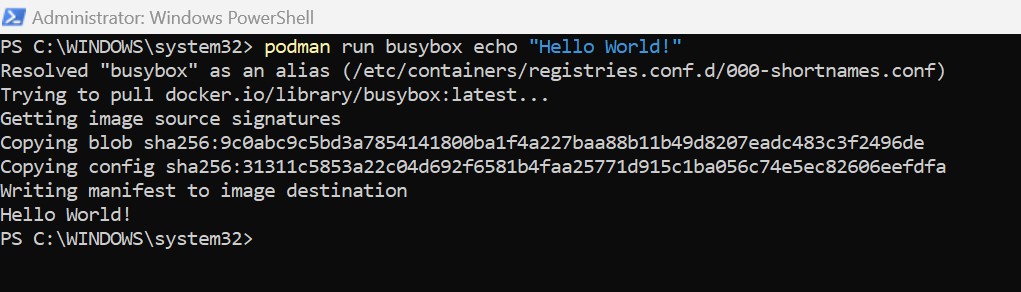 Administrator: Windows PowerShell
PS C:\WINDOWS\system32> podman run busybox echo "Hello World!"
Resolved "busybox" as an alias (/etc/containers/registries.conf.d/000-shortnames.conf)
Trying to pull docker.io/library/busybox:latest...
Getting image source signatures
Copying blob sha256:9c0abc9c5bd3a7854141800ba1f4a227baa88b11b49d8207eadc483c3f2496de
Copying config sha256:31311c5853a22c04d692f6581b4faa25771d915c1ba056c74e5ec82606eefdfa
Writing manifest to image destination
Hello World!
PS C:\WINDOWS\system32>